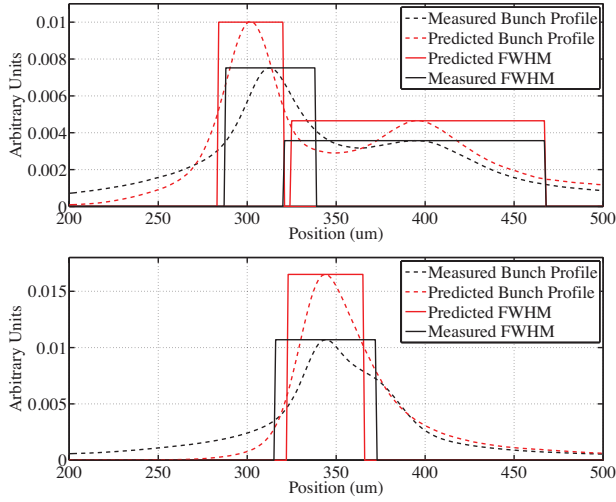 0.01
0.008
0.006
0.004
0.002
0
Arbitrary Units
Measured Bunch Profile
Predicted Bunch Profile
Predicted FWHM
Measured FWHM
200 250 300 350 400 450 500
Position (um)
0.015
0.01
0.005
0
Arbitrary Units
Measured Bunch Profile
Predicted Bunch Profile
Predicted FWHM
Measured FWHM
200 250 300 350 400 450 500
Position (um)